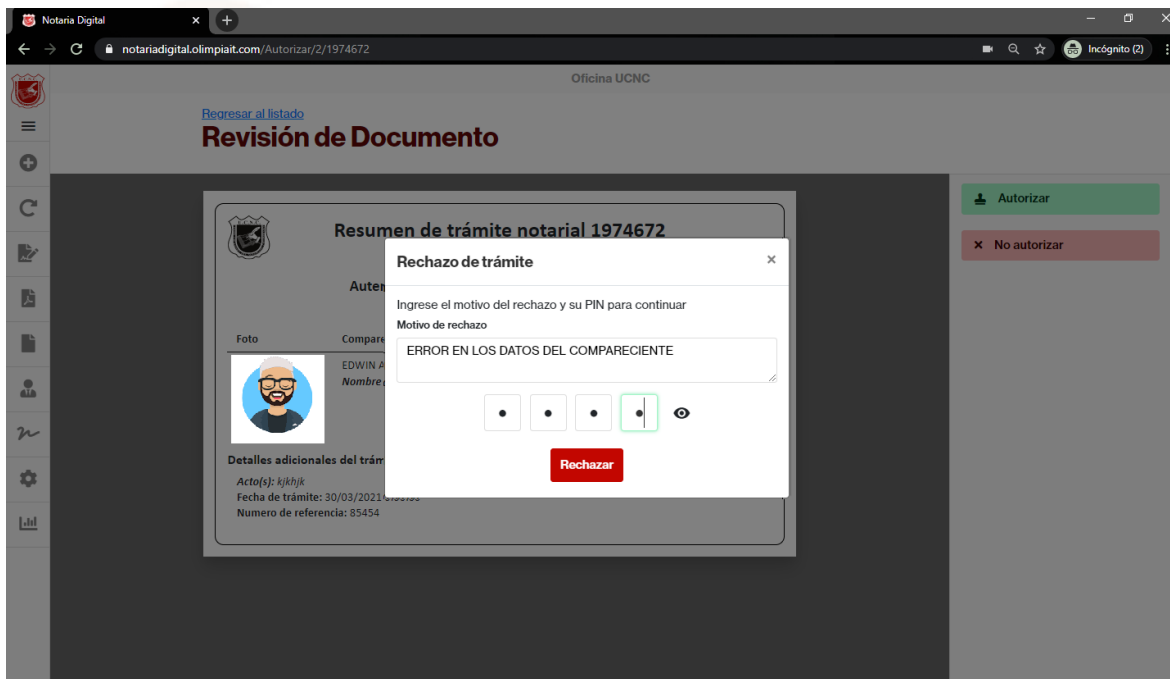 Notaria Digital
notariadigital.olimpiait.com/Autorizar/2/1974672
Incógnito (2)
Oficina UCNC
Regresar al listado
Revisión de Documento
Autorizar
No autorizar
Resumen de trámite notarial 1974672
Foto
EDWIN A
Detalles adicionales del trám
Acto(s): kjkhjk
Fecha de trámite: 30/03/2021
Numero de referencia: 85454
Rechazo de trámite
Ingrese el motivo del rechazo y su PIN para continuar
Motivo de rechazo
ERROR EN LOS DATOS DEL COMPARECIENTE
Rechazar